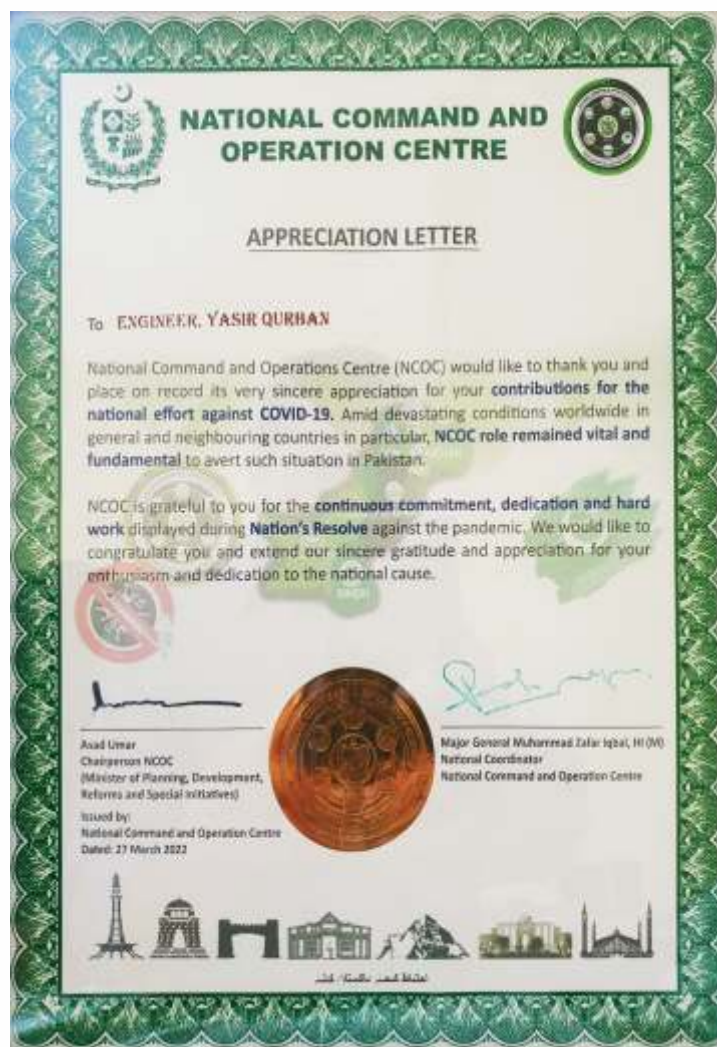 NATIONAL COMMAND AND
OPERATION CENTRE
APPRECIATION LETTER
To ENGINEER. YASIR QURBAN
National Command and Operations Centre (NCOC) would like to thank you and
place on record its very sincere appreciation for your contributions for the
national effort against COVID-19. Amid devastating conditions worldwide in
general and neighbouring countries in particular, NCOC role remained vital and
fundamental to avert such situation in Pakistan.
NCOC is grateful to you for the continuous commitment, dedication and hard
work displayed during Nation's Resolve against the pandemic. We would like to
congratulate you and extend our sincere gratitude and appreciation for your
enthusiasm and dedication to the national cause.
Asad Umar
Chairperson NCOC
(Minister of Planning, Development,
Reforms and Special Initiatives)
Issued by:
National Command and Operation Centre
Dated: 27 March 2022
Major General Muhammad Zafar Iqbal, HI (M)
National Coordinator
National Command and Operation Centre